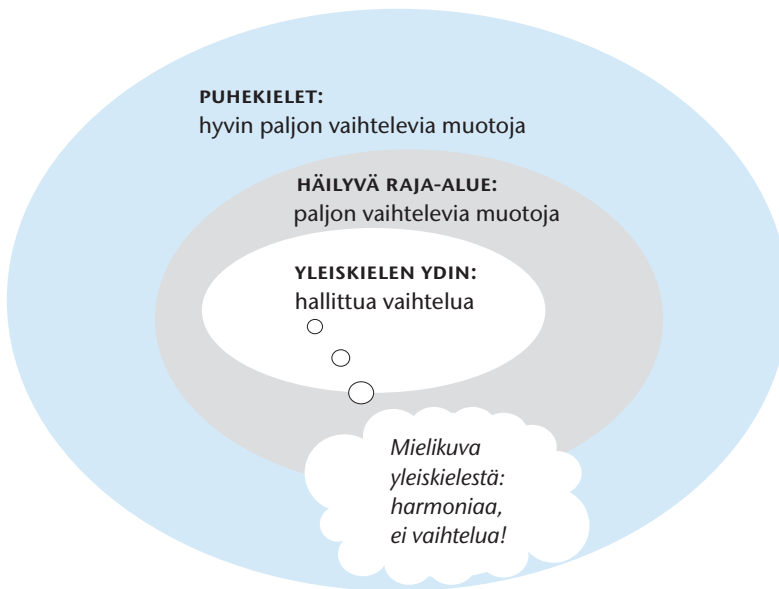 PUHEKIELET:
hyvin paljon vaihtelevia muotoja
HÄILYVÄ RAJA-ALUE:
paljon vaihtelevia muotoja
YLEISKIELEN YDIN:
hallittua vaihtelua
Mielikuva
yleiskielestä:
harmoniaa,
ei vaihtelua!